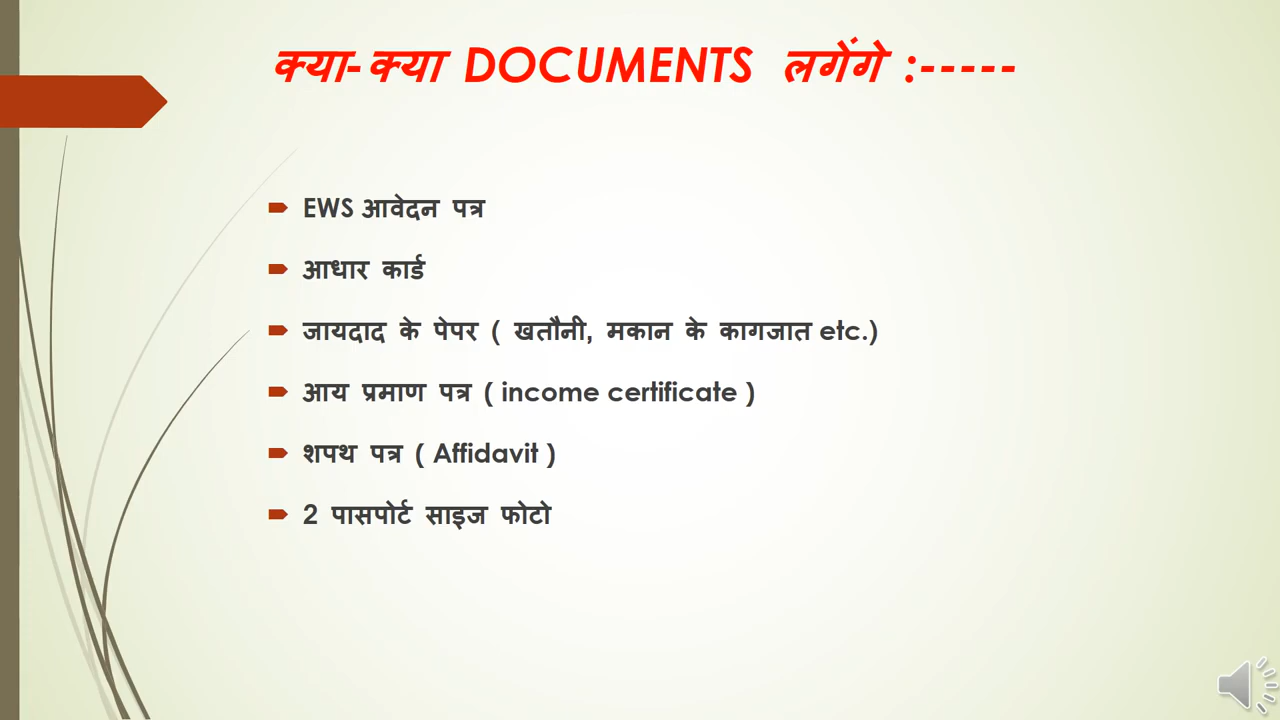 क्या-क्या DOCUMENTS लगेंगे :-----
EWS आवेदन पत्र
आधार कार्ड
जायदाद के पेपर ( खतौनी, मकान के कागजात etc.)
आय प्रमाण पत्र ( income certificate )
शपथ पत्र ( Affidavit )
2 पासपोर्ट साइज फोटो